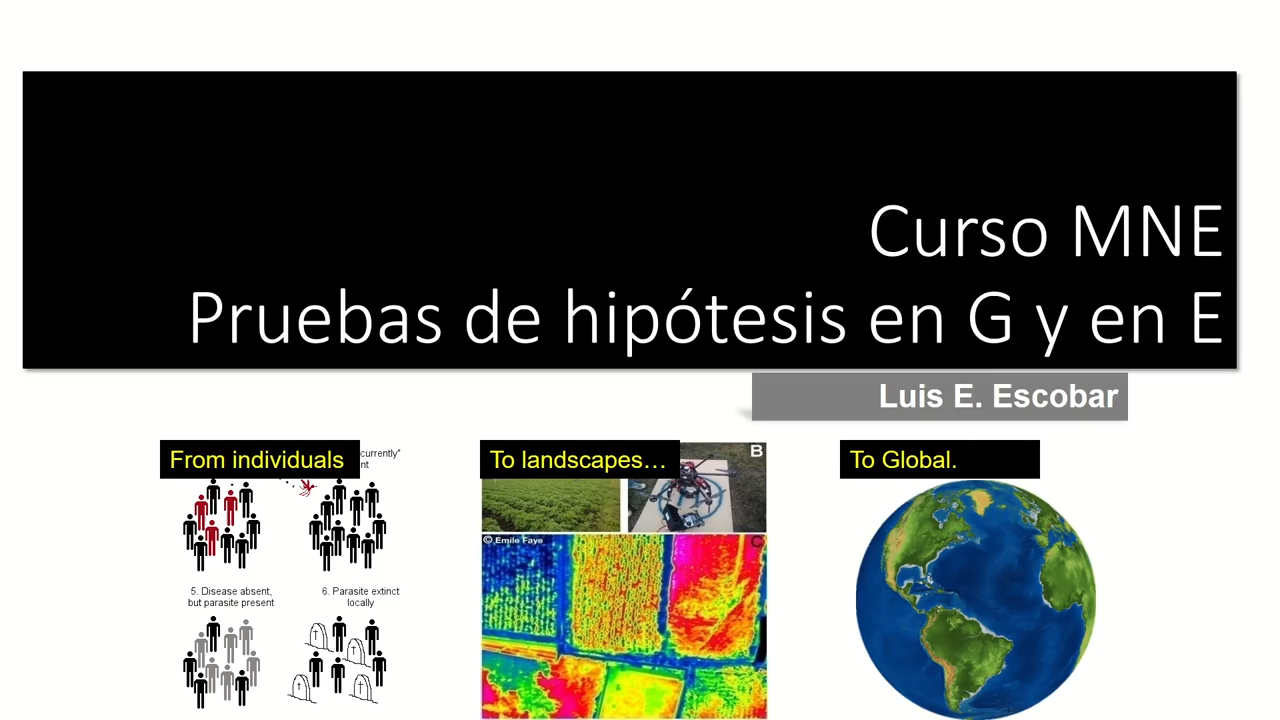 Curso MNE
Pruebas de hipótesis en G y en E
Luis E. Escobar
From individuals
currently"
To landscapes…
B
To Global.
© Emile Faye
C
5. Disease absent,
but parasite present
6. Parasite extinct
locally